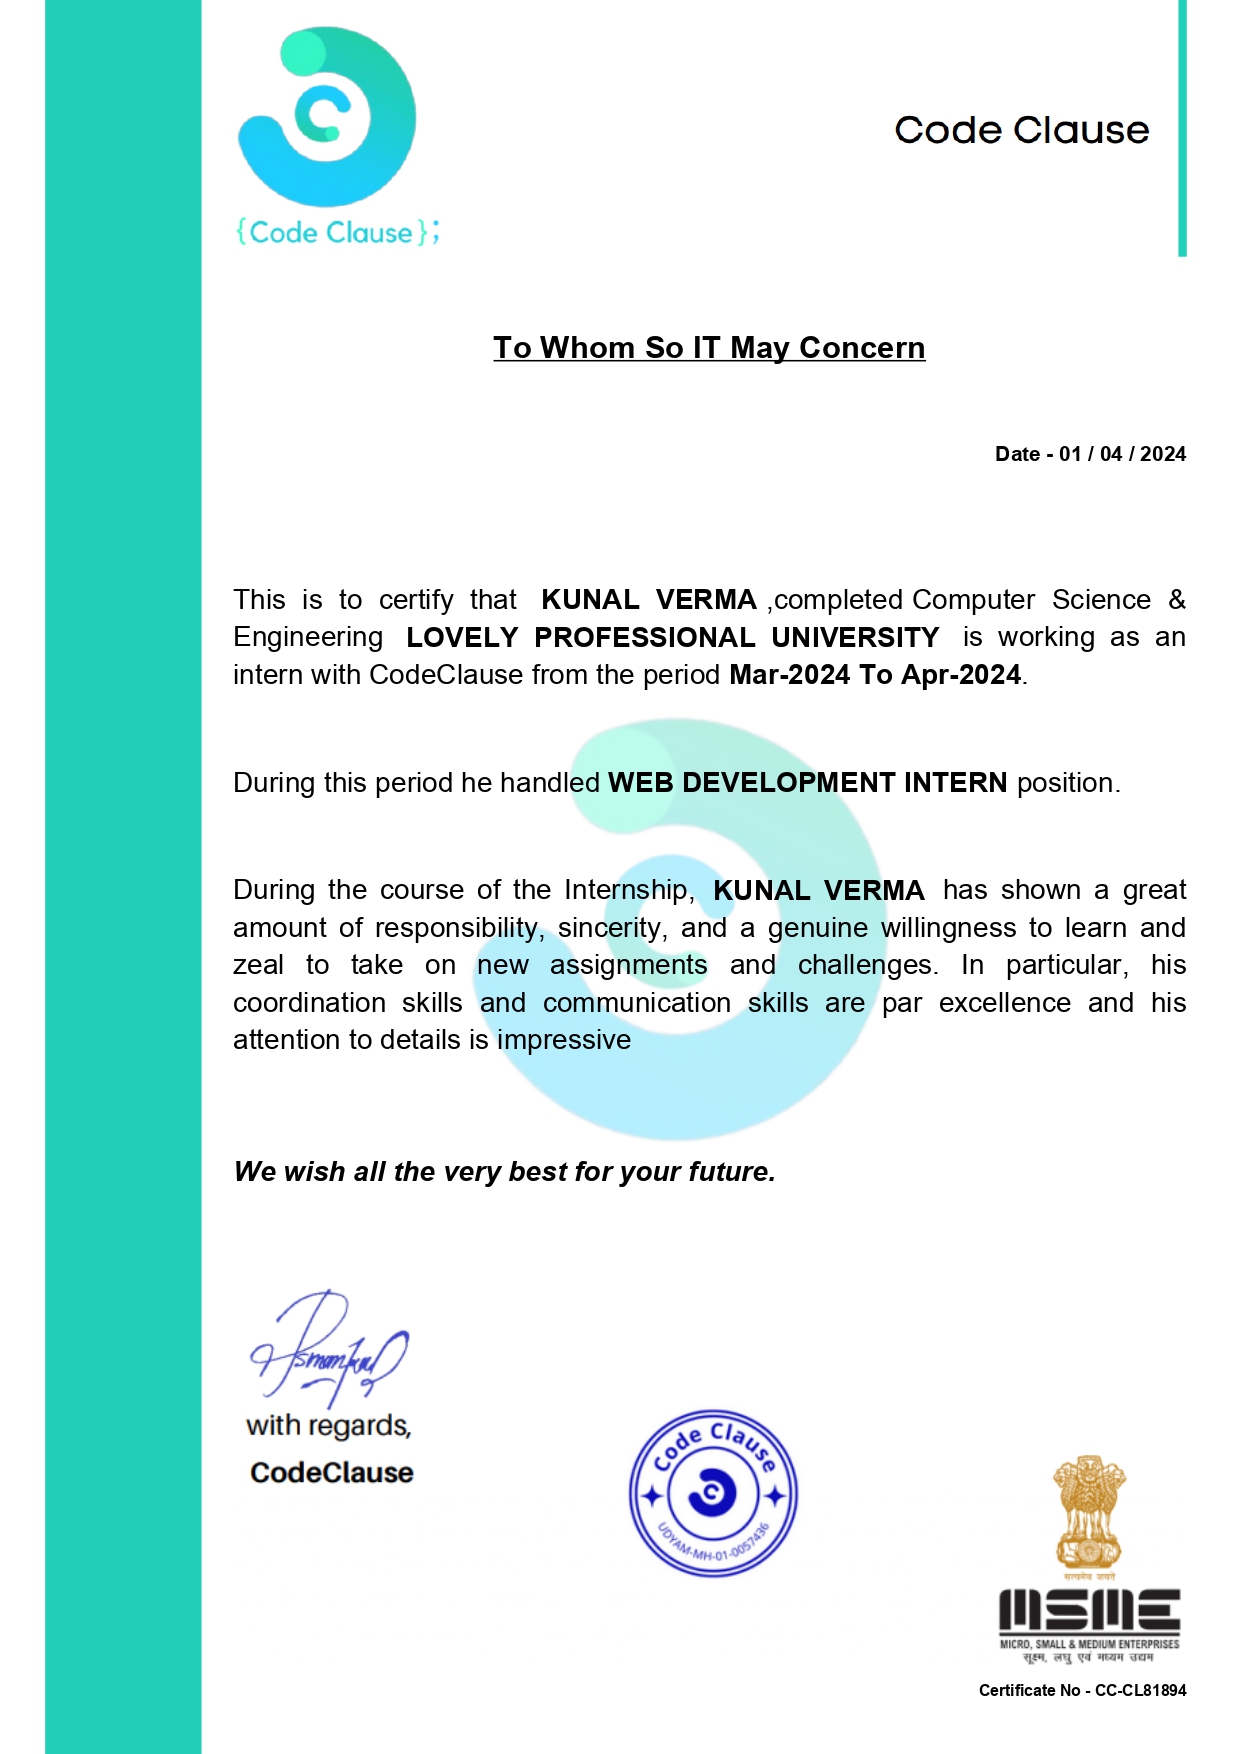 Code Clause
{Code Clause};
To Whom So IT May Concern
Date - 01 / 04 / 2024
This is to certify that KUNAL VERMA ,completed Computer Science &
Engineering LOVELY PROFESSIONAL UNIVERSITY is working as an
intern with CodeClause from the period Mar-2024 To Apr-2024.
During this period he handled WEB DEVELOPMENT INTERN position.
During the course of the Internship, KUNAL VERMA has shown a great
amount of responsibility, sincerity, and a genuine willingness to learn and
zeal to take on new assignments and challenges. In particular, his
coordination skills and communication skills are par excellence and his
attention to details is impressive
We wish all the very best for your future.
with regards,
CodeClause
Code Clause
UDYAM-MH-01-0057436
सत्यमेव जयते
MSME
MICRO, SMALL & MEDIUM ENTERPRISES
सूक्ष्म, लघु एवं मध्यम उद्यम
Certificate No - CC-CL81894